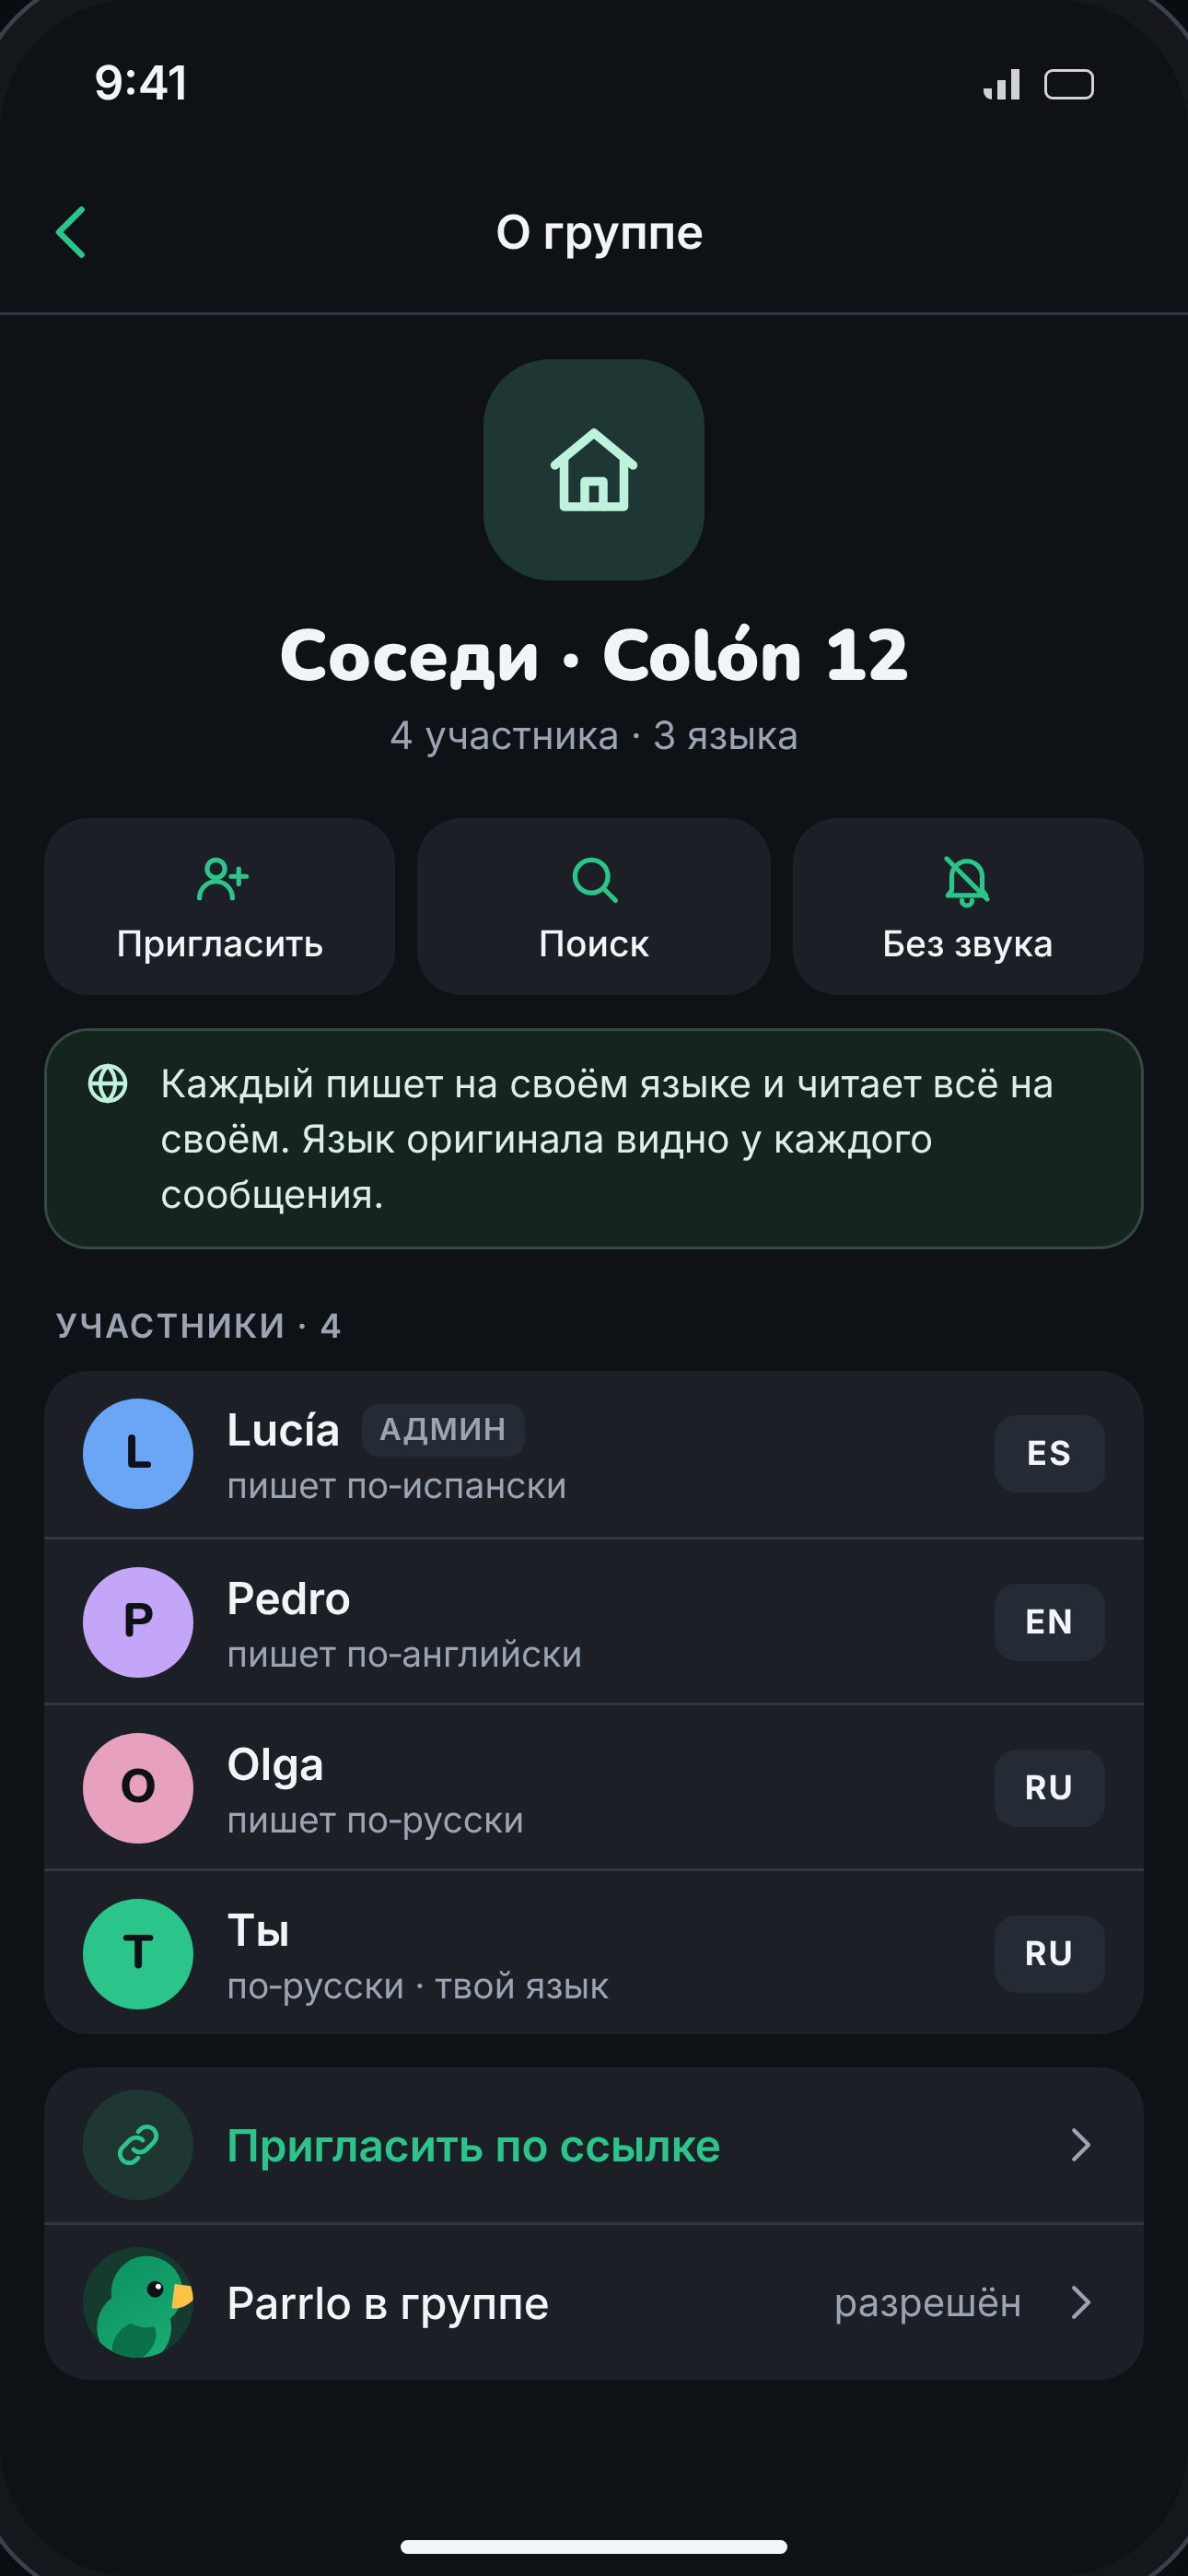 9:41
О группе
Соседи · Colón 12
4 участника · 3 языка
Пригласить
Поиск
Без звука
Каждый пишет на своём языке и читает всё на
своём. Язык оригинала видно у каждого
сообщения.
УЧАСТНИКИ · 4
L
Lucía
АДМИН
пишет по-испански
ES
P
Pedro
пишет по-английски
EN
O
Olga
пишет по-русски
RU
Т
Ты
по-русски · твой язык
RU
Пригласить по ссылке
Parrlo в группе
разрешён